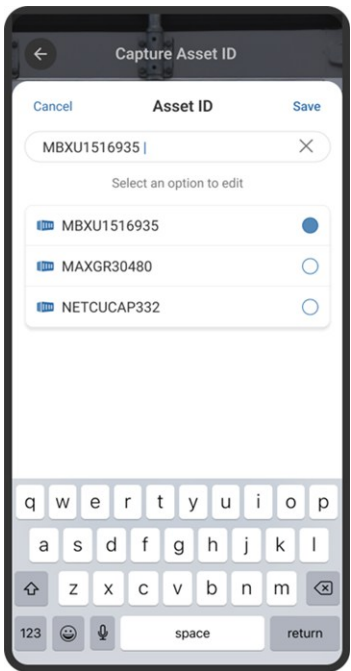 Capture Asset ID
Cancel Asset ID Save
MBXU1516935
Select an option to edit
MBXU1516935
MAXGR30480
NETCUCAP332
q w e r t y u i o p
a s d f g h j k l
z x c v b n m
123 space return